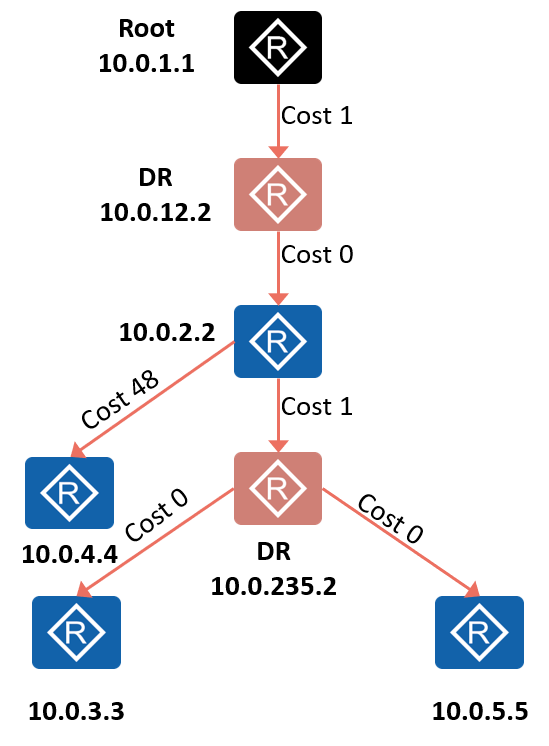 Root
10.0.1.1
R
Cost 1
DR
10.0.12.2
R
Cost 0
10.0.2.2
R
Cost 48
Cost 1
R
10.0.4.4
Cost 0
R
Cost 0
DR
10.0.235.2
R
10.0.3.3
R
10.0.5.5